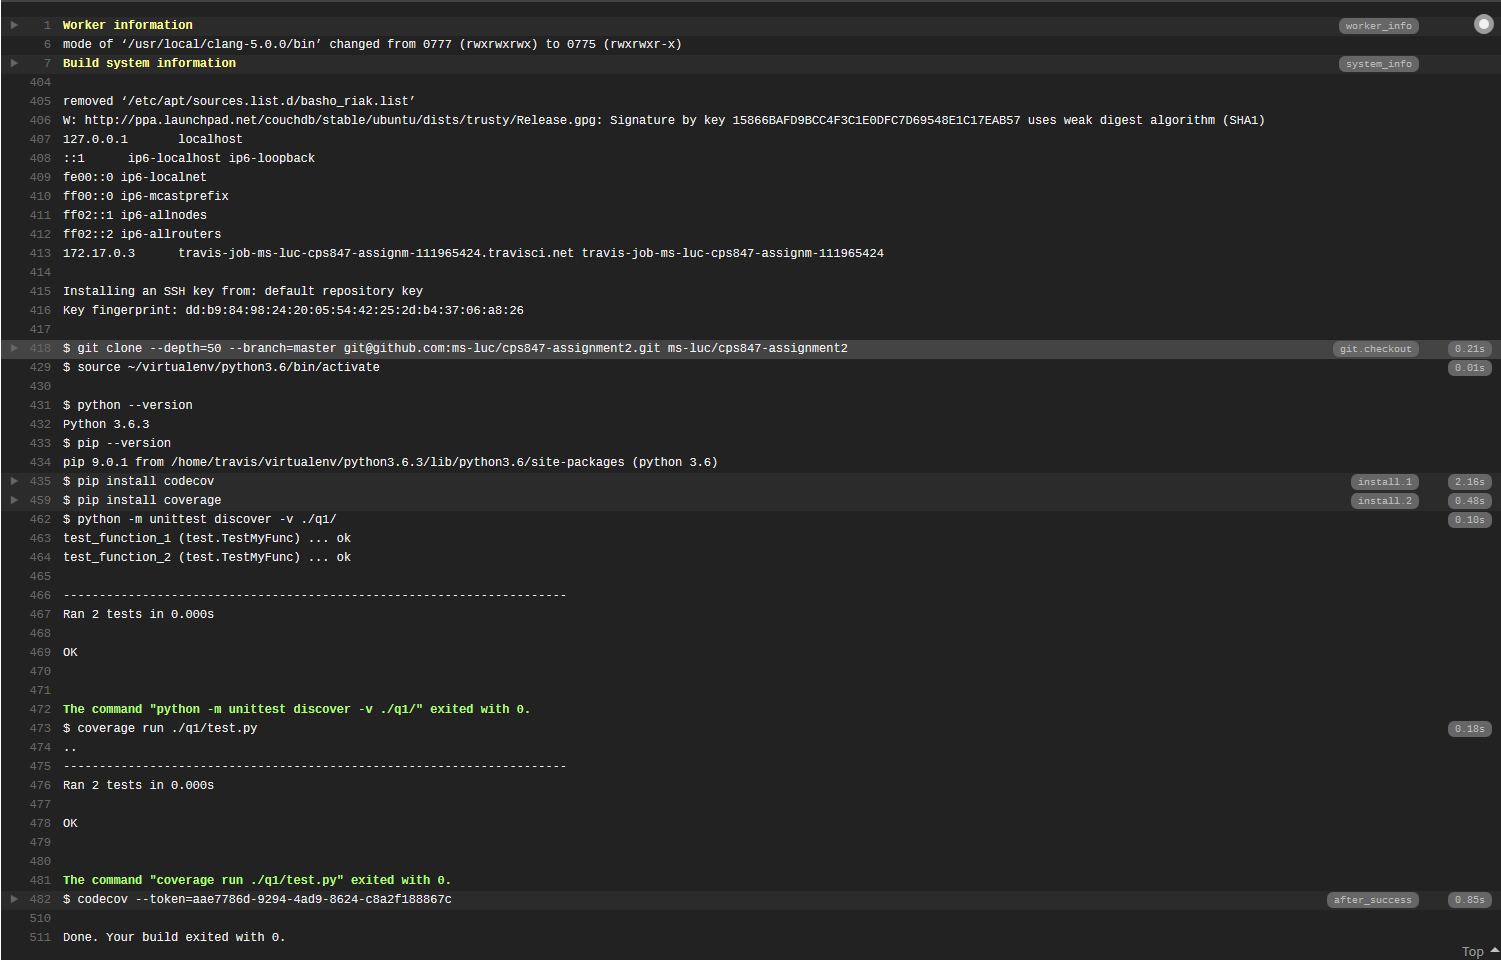 1 Worker information worker_info
6 mode of ‘/usr/local/clang-5.0.0/bin’ changed from 0777 (rwxrwxrwx) to 0775 (rwxrwxr-x)
7 Build system information system_info
404
405 removed ‘/etc/apt/sources.list.d/basho_riak.list’
406 W: http://ppa.launchpad.net/couchdb/stable/ubuntu/dists/trusty/Release.gpg: Signature by key 15866BAFD9BCC4F3C1E0DFC7D69548E1C17EAB57 uses weak digest algorithm (SHA1)
407 127.0.0.1 localhost
408 ::1 ip6-localhost ip6-loopback
409 fe00::0 ip6-localnet
410 ff00::0 ip6-mcastprefix
411 ff02::1 ip6-allnodes
412 ff02::2 ip6-allrouters
413 172.17.0.3 travis-job-ms-luc-cps847-assignm-111965424.travisci.net travis-job-ms-luc-cps847-assignm-111965424
414
415 Installing an SSH key from: default repository key
416 Key fingerprint: dd:b9:84:98:24:20:05:54:42:25:2d:b4:37:06:a8:26
417
418 $ git clone --depth=50 --branch=master git@github.com:ms-luc/cps847-assignment2.git ms-luc/cps847-assignment2 git.checkout 0.21s
429 $ source ~/virtualenv/python3.6/bin/activate 0.01s
430
431 $ python --version
432 Python 3.6.3
433 $ pip --version
434 pip 9.0.1 from /home/travis/virtualenv/python3.6.3/lib/python3.6/site-packages (python 3.6)
435 $ pip install codecov install.1 2.16s
459 $ pip install coverage install.2 0.48s
462 $ python -m unittest discover -v ./q1/ 0.10s
463 test_function_1 (test.TestMyFunc) ... ok
464 test_function_2 (test.TestMyFunc) ... ok
465
466 ----------------------------------------------------------------------
467 Ran 2 tests in 0.000s
468
469 OK
470
471
472 The command "python -m unittest discover -v ./q1/" exited with 0.
473 $ coverage run ./q1/test.py 0.18s
474 ..
475 ----------------------------------------------------------------------
476 Ran 2 tests in 0.000s
477
478 OK
479
480
481 The command "coverage run ./q1/test.py" exited with 0.
482 $ codecov --token=aae7786d-9294-4ad9-8624-c8a2f188867c after_success 0.85s
510
511 Done. Your build exited with 0.
Top